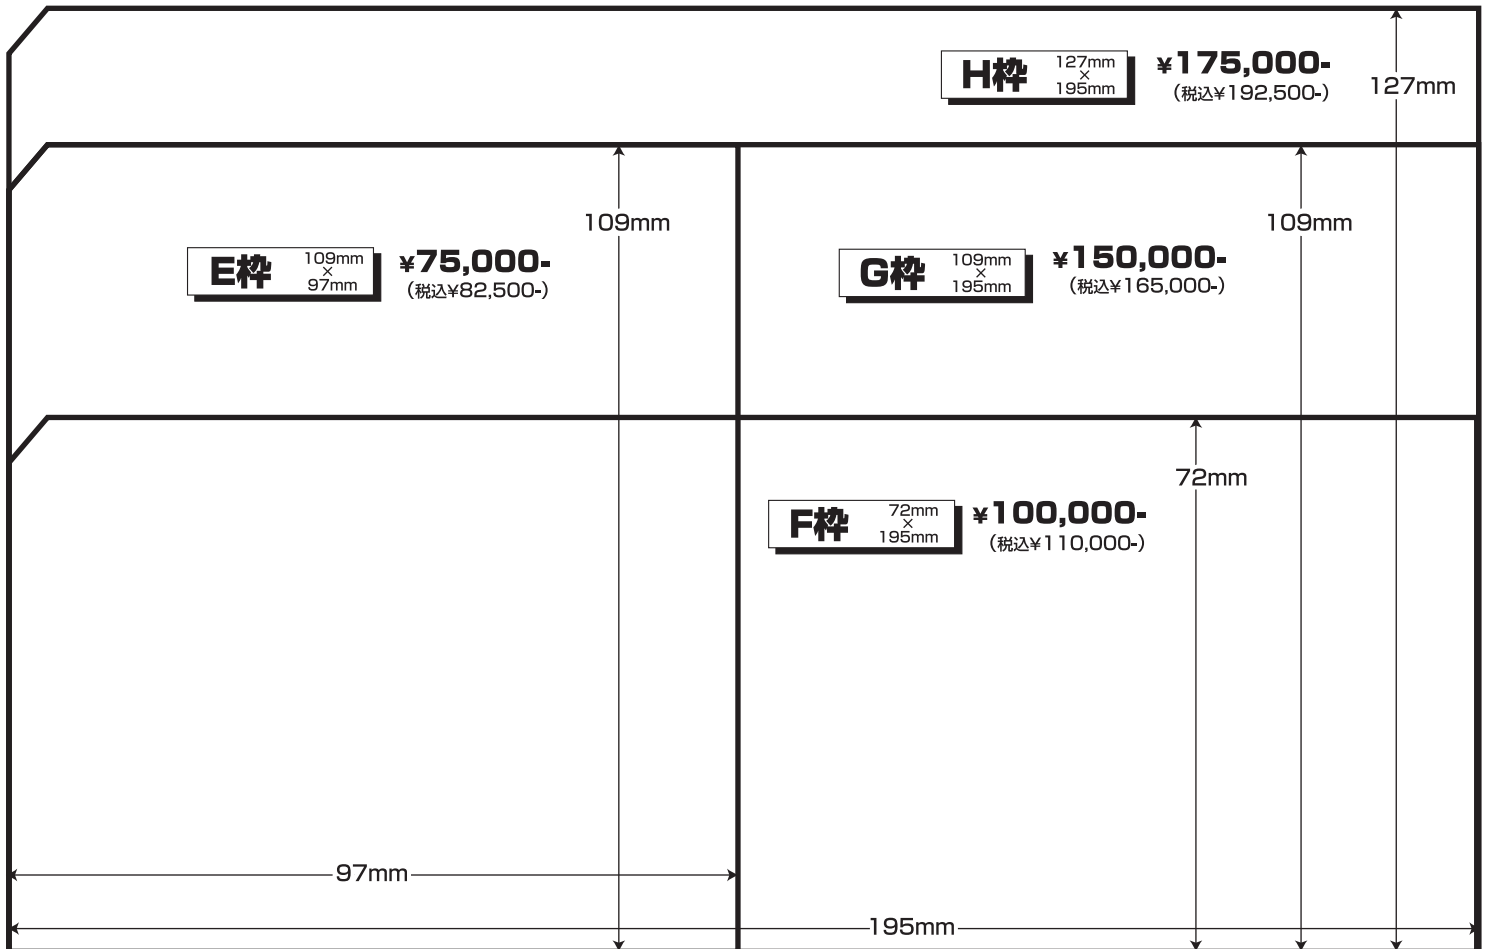 H枠
127mm
×
195mm
¥175,000-
(税込¥192,500-)
127mm
109mm
109mm
E枠
109mm
×
97mm
¥75,000-
(税込¥82,500-)
G枠
109mm
×
195mm
¥150,000-
(税込¥165,000-)
72mm
F枠
72mm
×
195mm
¥100,000-
(税込¥110,000-)
97mm
195mm